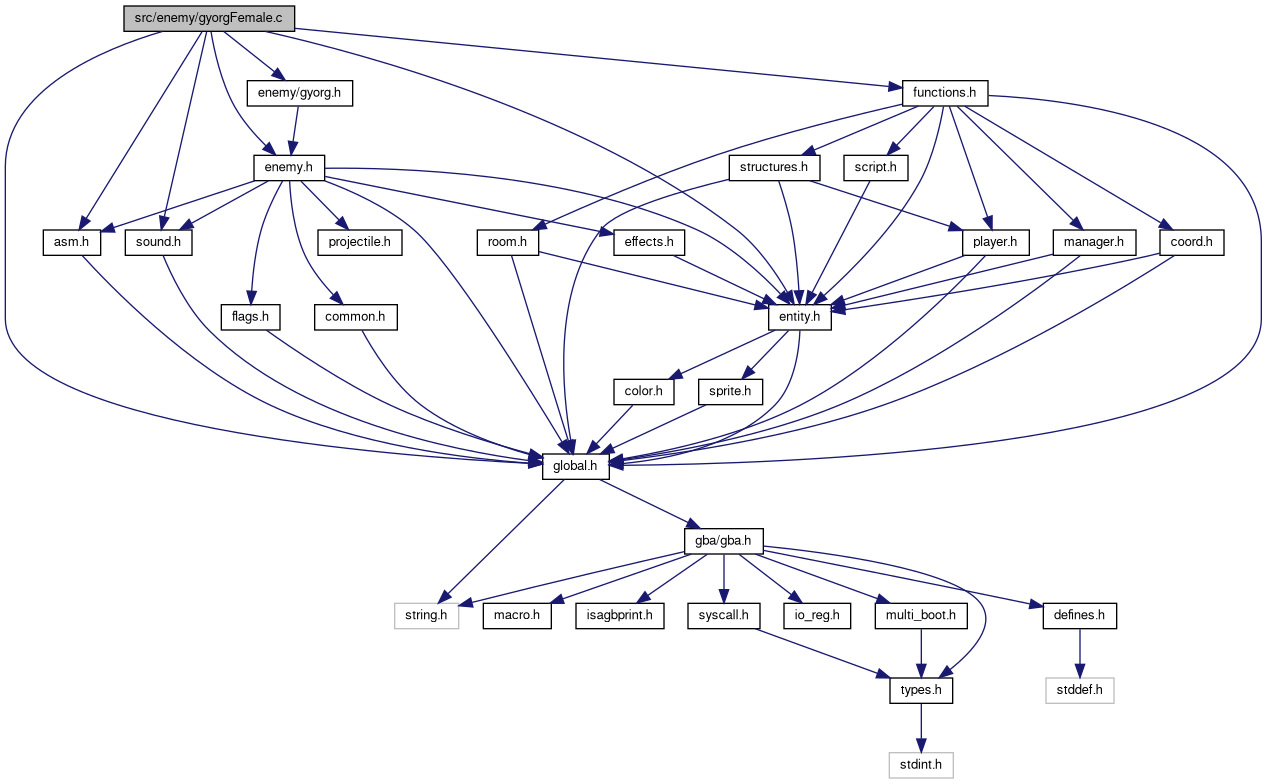 src/enemy/gyorgFemale.c
enemy/gyorg.h
functions.h
enemy.h
structures.h
script.h
asm.h
sound.h
projectile.h
room.h
effects.h
player.h
manager.h
coord.h
flags.h
common.h
entity.h
color.h
sprite.h
global.h
gba/gba.h
string.h
macro.h
isagbprint.h
syscall.h
io_reg.h
multi_boot.h
defines.h
types.h
stddef.h
stdint.h